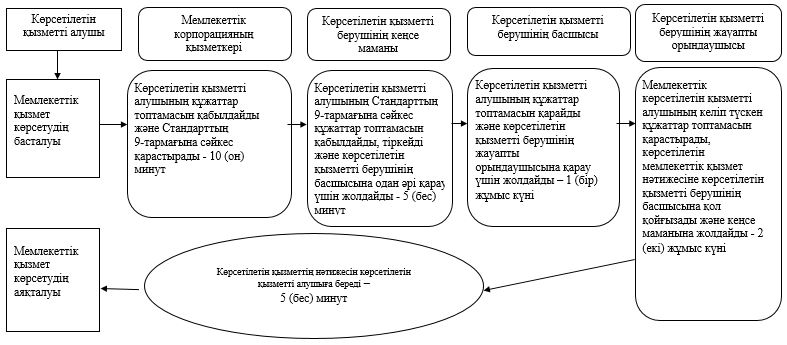 Көрсетілетін
қызметті алушы
Мемлекеттік
корпорацияның
қызметкері
Көрсетілетін қызметті
берушінің кеңсе
маманы
Көрсетілетін қызметті
берушінің басшысы
Көрсетілетін қызметті
берушінің жауапты
орындаушысы
Мемлекеттік
қызмет
көрсетудің
басталуы
Көрсетілетін қызметті
алушының құжаттар
топтамасын қабылдайды
және Стандарттың
9-тармағына сәйкес
қарастырады - 10 (он)
минут
Көрсетілетін қызметті
алушының Стандарттың
9-тармағына сәйкес
құжаттар топтамасын
қабылдайды, тіркейді
және көрсетілетін
қызметті берушінің
басшысына одан әрі қарау
үшін жолдайды - 5 (бес)
минут
Көрсетілетін қызметті
алушының құжаттар
топтамасын қарайды
және көрсетілетін
қызметті берушінің
жауапты
орындаушысына қарау
үшін жолдайды – 1 (бір)
жұмыс күні
Мемлекеттік
көрсетілетін қызметті
алушының келіп түскен
құжаттар топтамасын
қарастырады,
көрсетілетін
мемлекеттік қызмет
нәтижесіне көрсетілетін
қызметті берушінің
басшысына қол
қойғызады және кеңсе
маманына жолдайды - 2
(екі) жұмыс күні
Мемлекеттік
қызмет
көрсетудің
аяқталуы
Көрсетілетін қызметтің нәтижесін көрсетілетін
қызметті алушыға береді –
5 (бес) минут